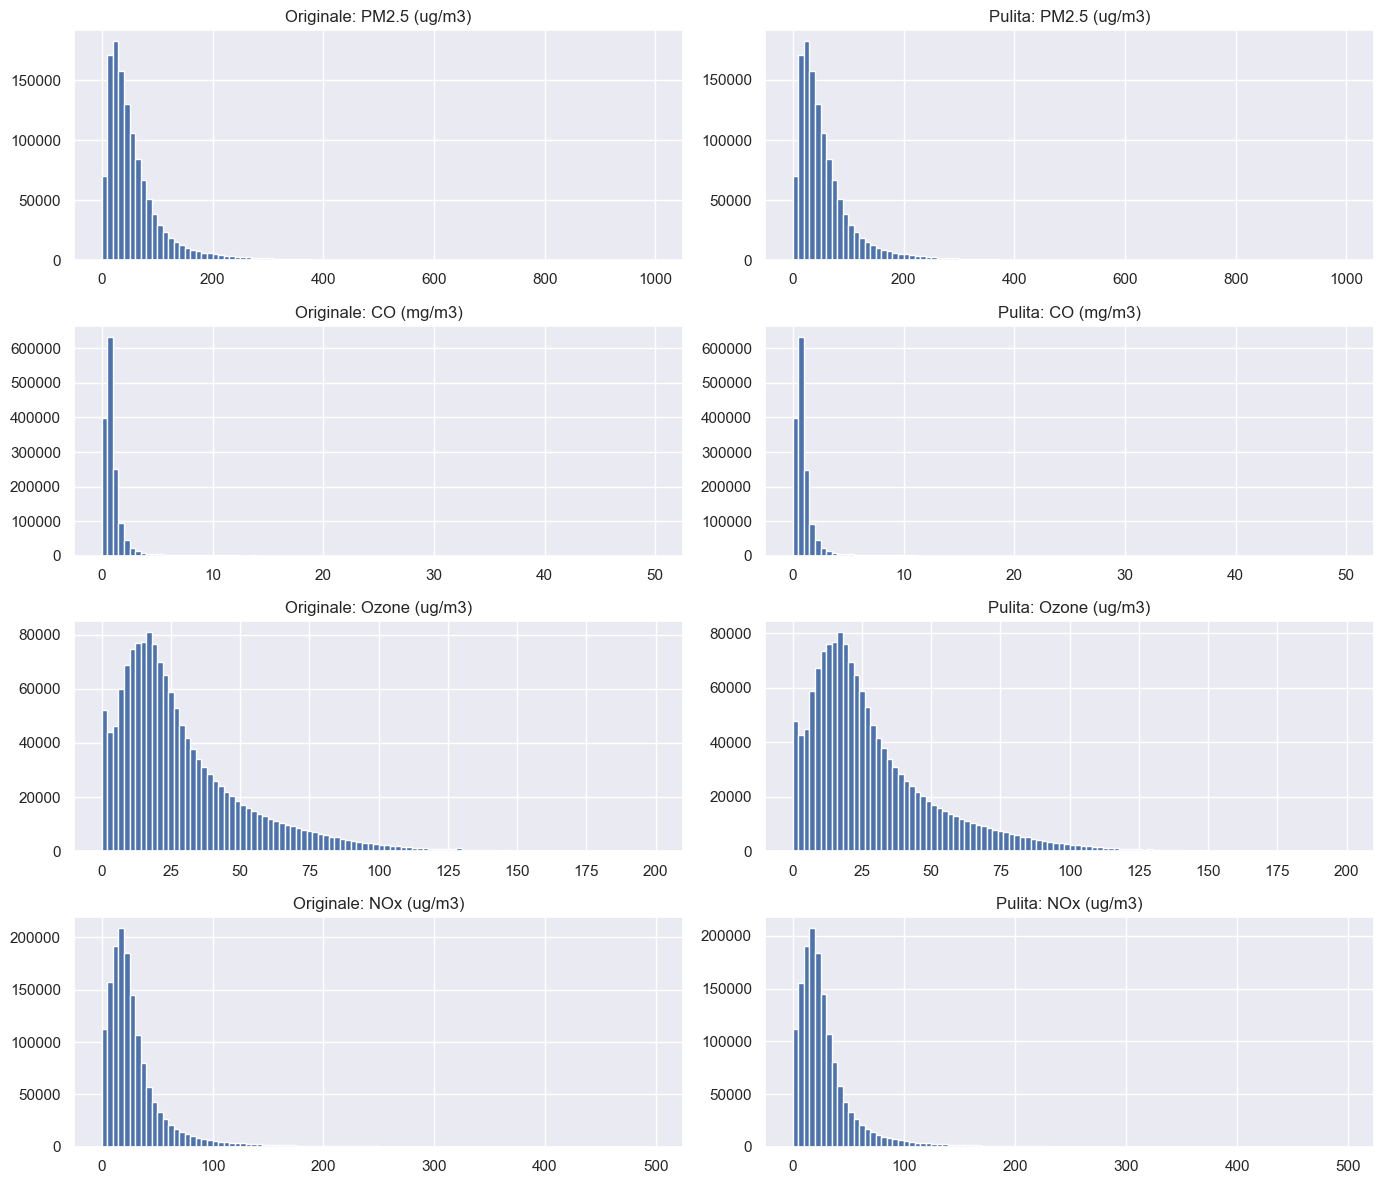 Originale: PM2.5 (ug/m3)
150000
100000
50000
0
0 200 400 600 800 1000
Pulita: PM2.5 (ug/m3)
150000
100000
50000
0
0 200 400 600 800 1000
Originale: CO (mg/m3)
600000
500000
400000
300000
200000
100000
0
0 10 20 30 40 50
Pulita: CO (mg/m3)
600000
500000
400000
300000
200000
100000
0
0 10 20 30 40 50
Originale: Ozone (ug/m3)
80000
60000
40000
20000
0
0 25 50 75 100 125 150 175 200
Pulita: Ozone (ug/m3)
80000
60000
40000
20000
0
0 25 50 75 100 125 150 175 200
Originale: NOx (ug/m3)
200000
150000
100000
50000
0
0 100 200 300 400 500
Pulita: NOx (ug/m3)
200000
150000
100000
50000
0
0 100 200 300 400 500